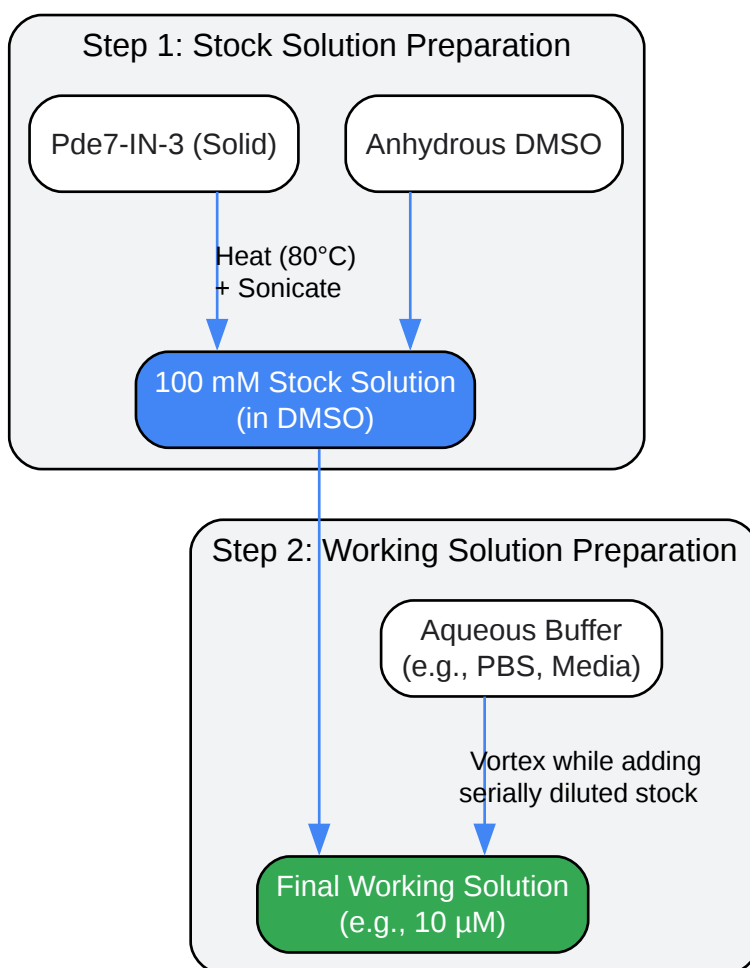 Step 1: Stock Solution Preparation
Pde7-IN-3 (Solid)
Anhydrous DMSO
Heat (80°C)
+ Sonicate
100 mM Stock Solution
(in DMSO)
Step 2: Working Solution Preparation
Aqueous Buffer
(e.g., PBS, Media)
Vortex while adding
serially diluted stock
Final Working Solution
(e.g., 10 µM)